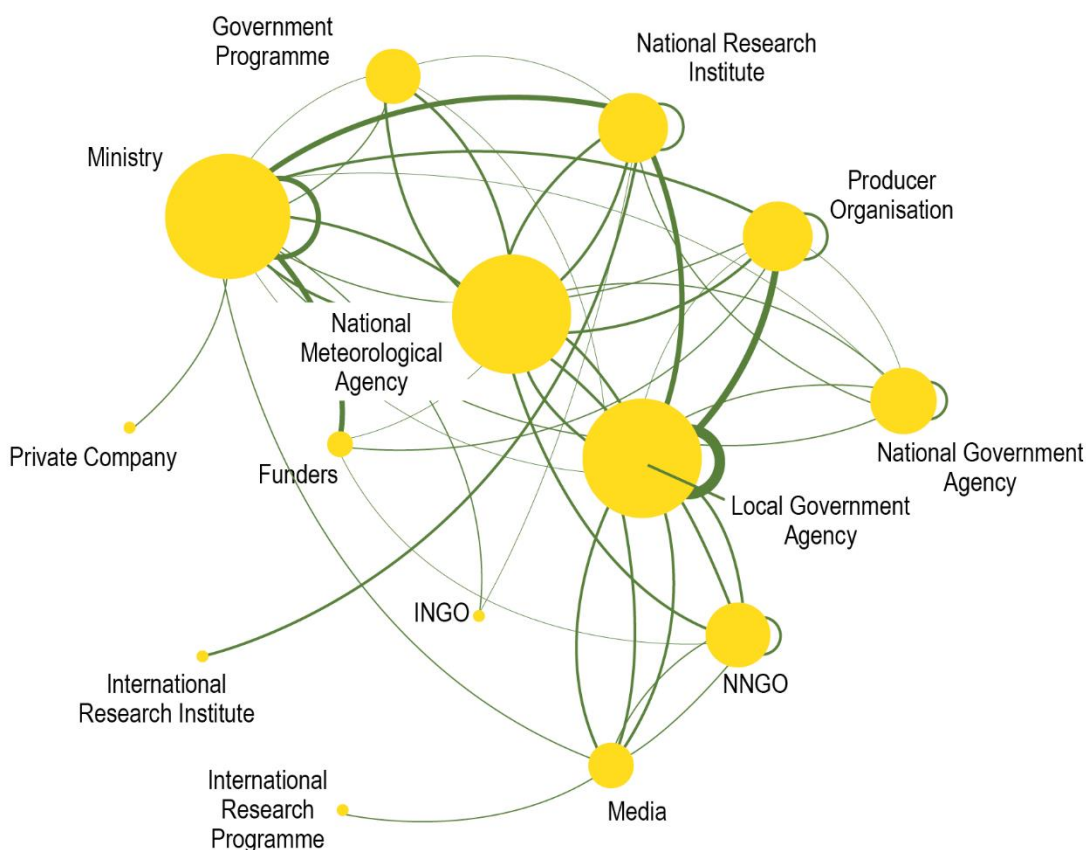 Government
Programme
National Research
Institute
Ministry
Producer
Organisation
National
Meteorological
Agency
Private Company
Funders
National Government
Agency
Local Government
Agency
INGO
International
Research Institute
NNGO
International
Research
Programme
Media